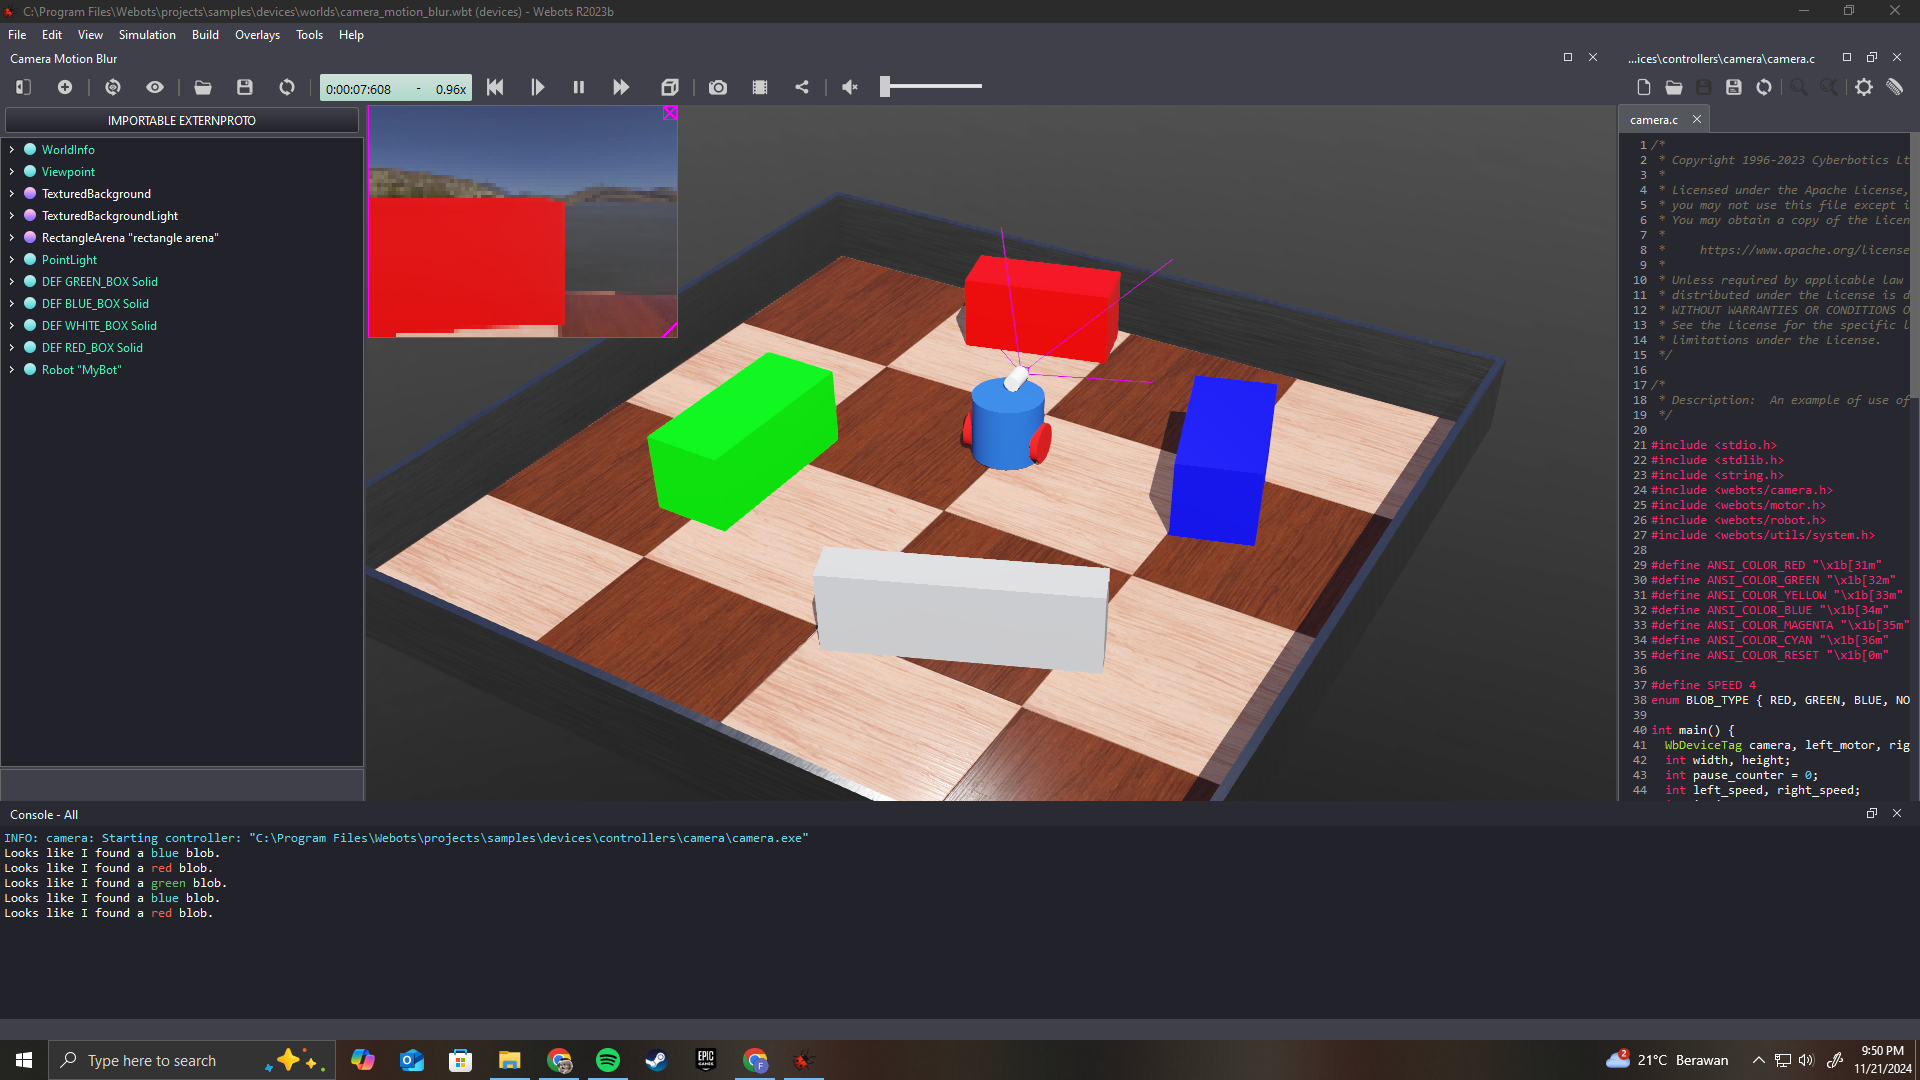 C:\Program Files\Webots\projects\samples\devices\worlds\camera_motion_blur.wbt (devices) - Webots R2023b
File Edit View Simulation Build Overlays Tools Help
Camera Motion Blur
0:00:07:608 - 0.96x
IMPORTABLE EXTERNPROTO
WorldInfo
Viewpoint
TexturedBackground
TexturedBackgroundLight
RectangleArena "rectangle arena"
PointLight
DEF GREEN_BOX Solid
DEF BLUE_BOX Solid
DEF WHITE_BOX Solid
DEF RED_BOX Solid
Robot "MyBot"
...ices\controllers\camera\camera.c
camera.c
1 /*
2 * Copyright 1996-2023 Cyberbotics Lt
3 *
4 * Licensed under the Apache License,
5 * you may not use this file except i
6 * You may obtain a copy of the Licen
7 *
8 * https://www.apache.org/license
9 *
10 * Unless required by applicable law
11 * distributed under the License is d
12 * WITHOUT WARRANTIES OR CONDITIONS O
13 * See the License for the specific l
14 * limitations under the License.
15 */
16
17 /*
18 * Description: An example of use of
19 */
20
21 #include <stdio.h>
22 #include <stdlib.h>
23 #include <string.h>
24 #include <webots/camera.h>
25 #include <webots/motor.h>
26 #include <webots/robot.h>
27 #include <webots/utils/system.h>
28
29 #define ANSI_COLOR_RED "\x1b[31m"
30 #define ANSI_COLOR_GREEN "\x1b[32m"
31 #define ANSI_COLOR_YELLOW "\x1b[33m"
32 #define ANSI_COLOR_BLUE "\x1b[34m"
33 #define ANSI_COLOR_MAGENTA "\x1b[35m"
34 #define ANSI_COLOR_CYAN "\x1b[36m"
35 #define ANSI_COLOR_RESET "\x1b[0m"
36
37 #define SPEED 4
38 enum BLOB_TYPE { RED, GREEN, BLUE, NO
39
40 int main() {
41 WbDeviceTag camera, left_motor, rig
42 int width, height;
43 int pause_counter = 0;
44 int left_speed, right_speed;
Console - All
INFO: camera: Starting controller: "C:\Program Files\Webots\projects\samples\devices\controllers\camera\camera.exe"
Looks like I found a blue blob.
Looks like I found a red blob.
Looks like I found a green blob.
Looks like I found a blue blob.
Looks like I found a red blob.
Type here to search
EPIC GAMES
F
2
21°C Berawan
9:50 PM
11/21/2024